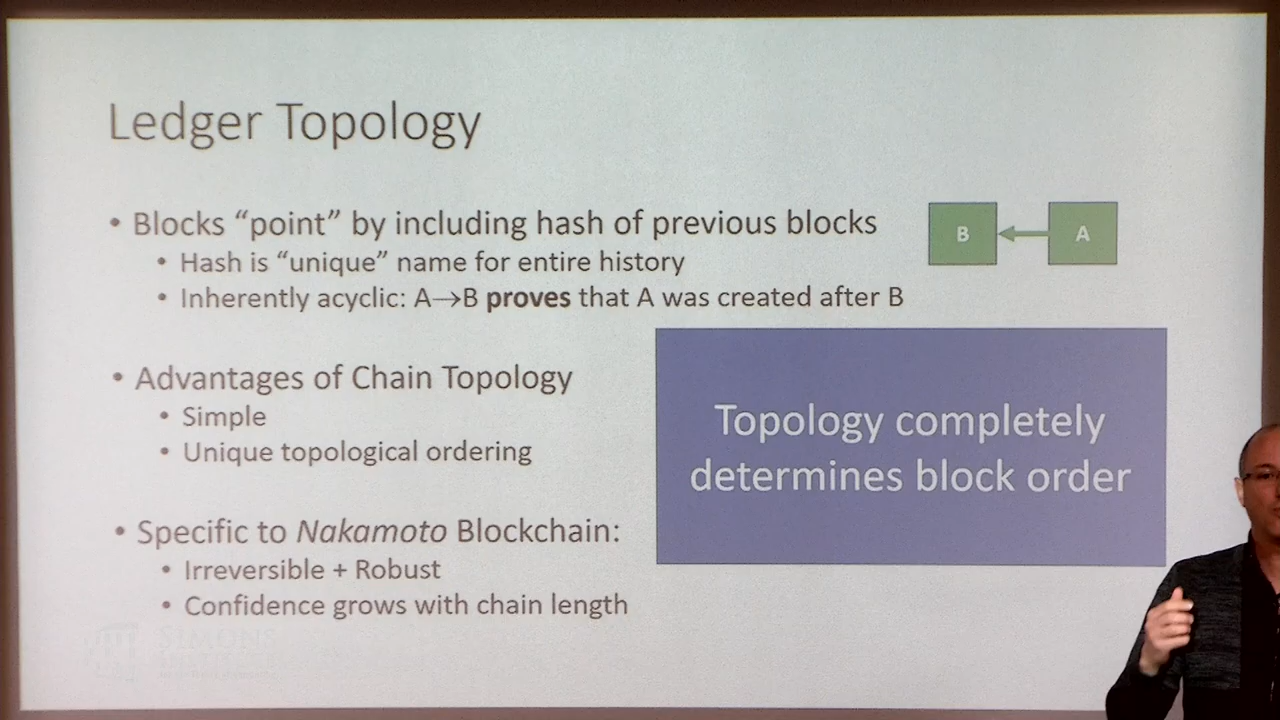 Ledger Topology
• Blocks “point” by including hash of previous blocks
• Hash is “unique” name for entire history
• Inherently acyclic: A→B proves that A was created after B
B
A
• Advantages of Chain Topology
• Simple
• Unique topological ordering
Topology completely
determines block order
• Specific to Nakamoto Blockchain:
• Irreversible + Robust
• Confidence grows with chain length
SIMONS